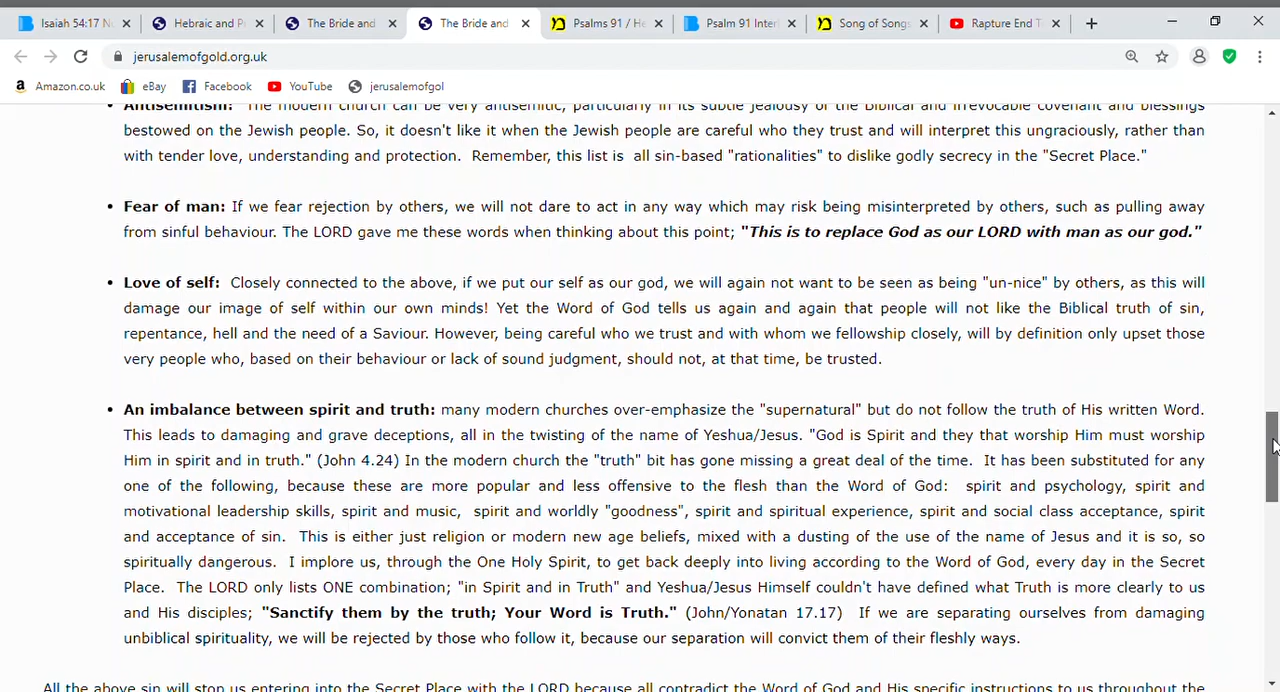 Isaiah 54:17 N
Hebraic and P
The Bride and
The Bride and
Psalms 91 / He
Psalm 91 Inter
Song of Songs
Rapture End T
jerusalemofgold.org.uk
Amazon.co.uk
eBay
Facebook
YouTube
jerusalemofgol
• Antisemitism: The modern church can be very antisemitic, particularly in its subtle jealousy of the Biblical and irrevocable covenant and blessings
bestowed on the Jewish people. So, it doesn't like it when the Jewish people are careful who they trust and will interpret this ungraciously, rather than
with tender love, understanding and protection. Remember, this list is all sin-based "rationalities" to dislike godly secrecy in the "Secret Place."
• Fear of man: If we fear rejection by others, we will not dare to act in any way which may risk being misinterpreted by others, such as pulling away
from sinful behaviour. The LORD gave me these words when thinking about this point; "This is to replace God as our LORD with man as our god."
• Love of self: Closely connected to the above, if we put our self as our god, we will again not want to be seen as being "un-nice" by others, as this will
damage our image of self within our own minds! Yet the Word of God tells us again and again that people will not like the Biblical truth of sin,
repentance, hell and the need of a Saviour. However, being careful who we trust and with whom we fellowship closely, will by definition only upset those
very people who, based on their behaviour or lack of sound judgment, should not, at that time, be trusted.
• An imbalance between spirit and truth: many modern churches over-emphasize the "supernatural" but do not follow the truth of His written Word.
This leads to damaging and grave deceptions, all in the twisting of the name of Yeshua/Jesus. "God is Spirit and they that worship Him must worship
Him in spirit and in truth." (John 4.24) In the modern church the "truth" bit has gone missing a great deal of the time. It has been substituted for any
one of the following, because these are more popular and less offensive to the flesh than the Word of God: spirit and psychology, spirit and
motivational leadership skills, spirit and music, spirit and worldly "goodness", spirit and spiritual experience, spirit and social class acceptance, spirit
and acceptance of sin. This is either just religion or modern new age beliefs, mixed with a dusting of the use of the name of Jesus and it is so, so
spiritually dangerous. I implore us, through the One Holy Spirit, to get back deeply into living according to the Word of God, every day in the Secret
Place. The LORD only lists ONE combination; "in Spirit and in Truth" and Yeshua/Jesus Himself couldn't have defined what Truth is more clearly to us
and His disciples; "Sanctify them by the truth; Your Word is Truth." (John/Yonatan 17.17) If we are separating ourselves from damaging
unbiblical spirituality, we will be rejected by those who follow it, because our separation will convict them of their fleshly ways.
All the above sin will stop us entering into the Secret Place with the LORD because all contradict the Word of God and His specific instructions to us throughout the